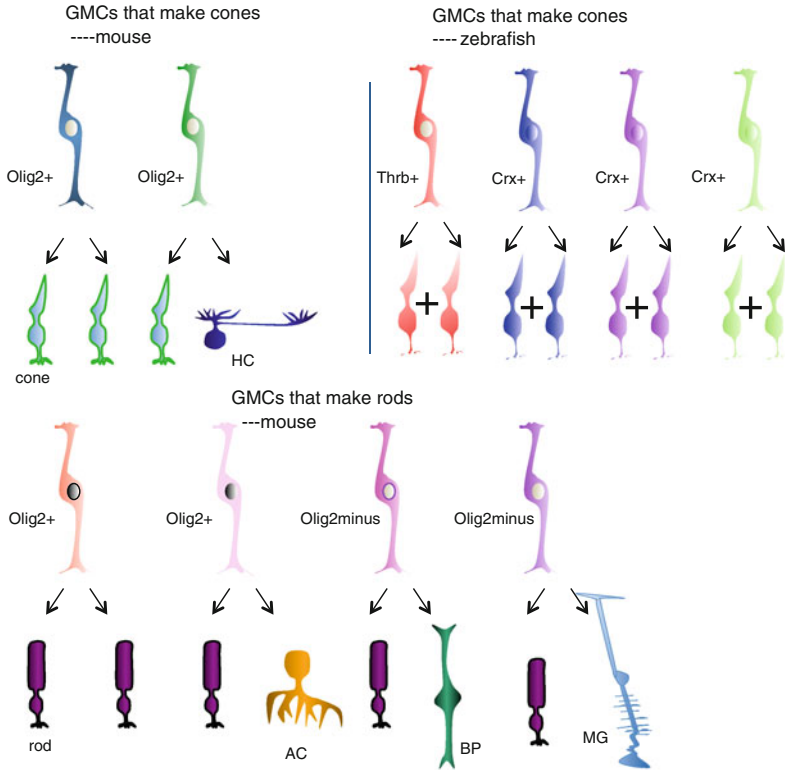 GMCs that make cones
----mouse
GMCs that make cones
---- zebrafish
Olig2+
Olig2+
Thrb+
Crx+
Crx+
Crx+
+
+
+
+
HC
cone
GMCs that make rods
---mouse
Olig2+
Olig2+
Olig2minus
Olig2minus
rod
AC
BP
MG